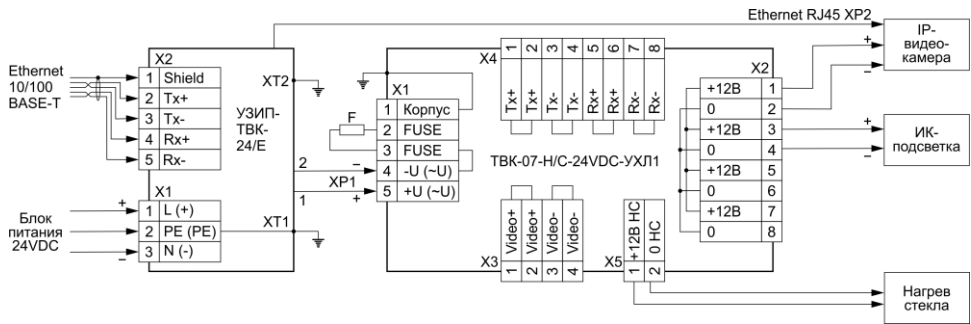 Ethernet RJ45 XP2
IP-
видео-
камера
+
−
Ethernet
10/100
BASE-T
X2
1 Shield
2 Tx+
3 Tx-
4 Rx+
5 Rx-
УЗИП-
ТВК-
24/Е
XT2
X1
1 L (+)
2 PE (PE)
3 N (-)
XT1
Блок
питания
24VDC
+
−
F
2
XP1
1
−
+
X1
1 Корпус
2 FUSE
3 FUSE
4 -U (~U)
5 +U (~U)
X4
1 2 3 4 5 6 7 8
Tx+ Tx+ Tx- Tx- Rx+ Rx+ Rx- Rx-
ТВК-07-Н/С-24VDC-УХЛ1
X2
+12В 1
0 2
+12В 3
0 4
+12В 5
0 6
+12В 7
0 8
+
−
ИК-
подсветка
X3
Video+ Video+ Video- Video-
1 2 3 4
X5
+12В НС 0 НС
1 2
Нагрев
стекла